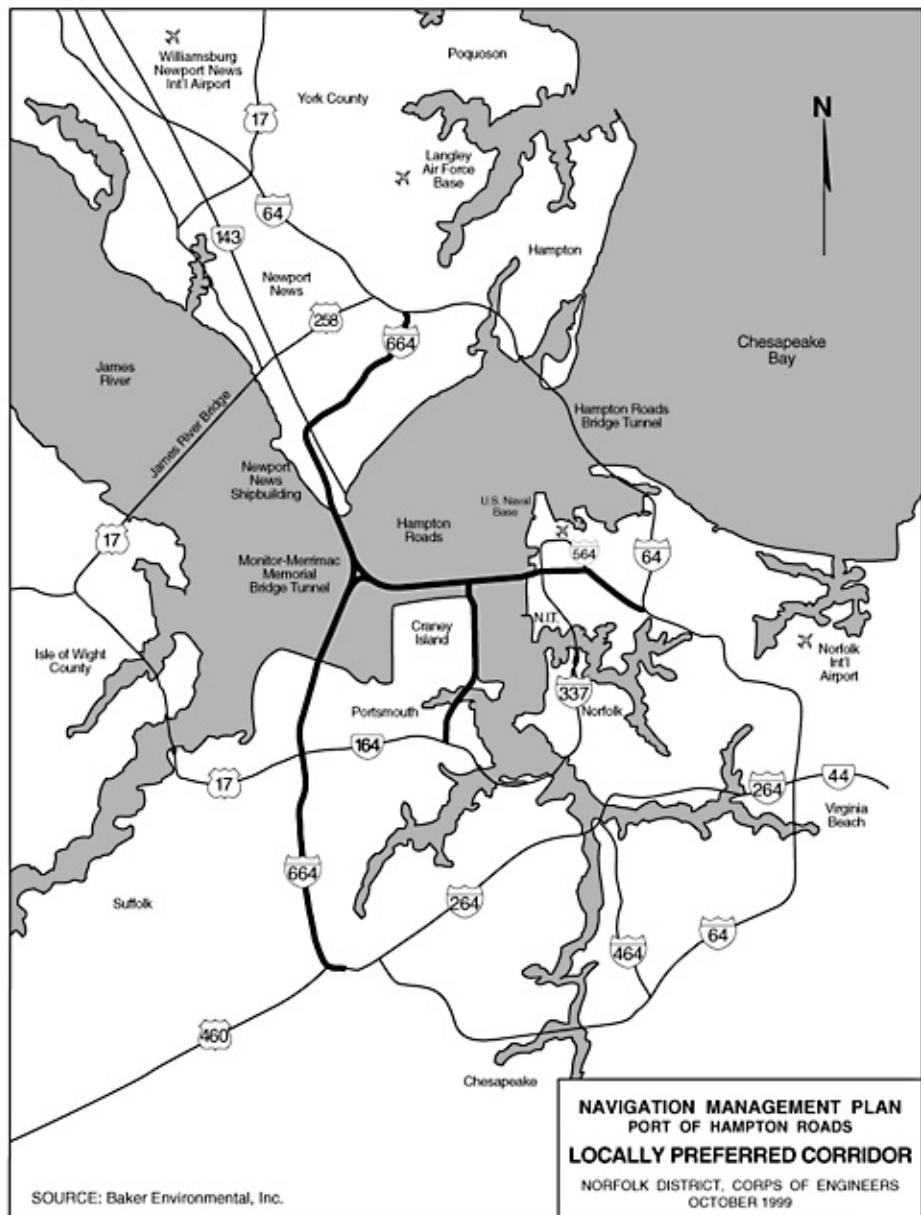 Williamsburg
Newport News
Int'l Airport
Poquoson
York County
17
N
Langley
Air Force
Base
64
143
Hampton
Newport
News
258
664
Chesapeake
Bay
James
River
James River Bridge
Hampton Roads
Bridge Tunnel
Newport
News
Shipbuilding
U.S. Naval
Base
Hampton
Roads
17
564
64
Monitor-Merrimac
Memorial
Bridge Tunnel
Craney
Island
N.I.T.
Isle of Wight
County
Norfolk
Int'l
Airport
337
Portsmouth
Norfolk
164
17
44
264
Virginia
Beach
664
Suffolk
264
464
64
460
Chesapeake
NAVIGATION MANAGEMENT PLAN
PORT OF HAMPTON ROADS
LOCALLY PREFERRED CORRIDOR
NORFOLK DISTRICT, CORPS OF ENGINEERS
OCTOBER 1999
SOURCE: Baker Environmental, Inc.